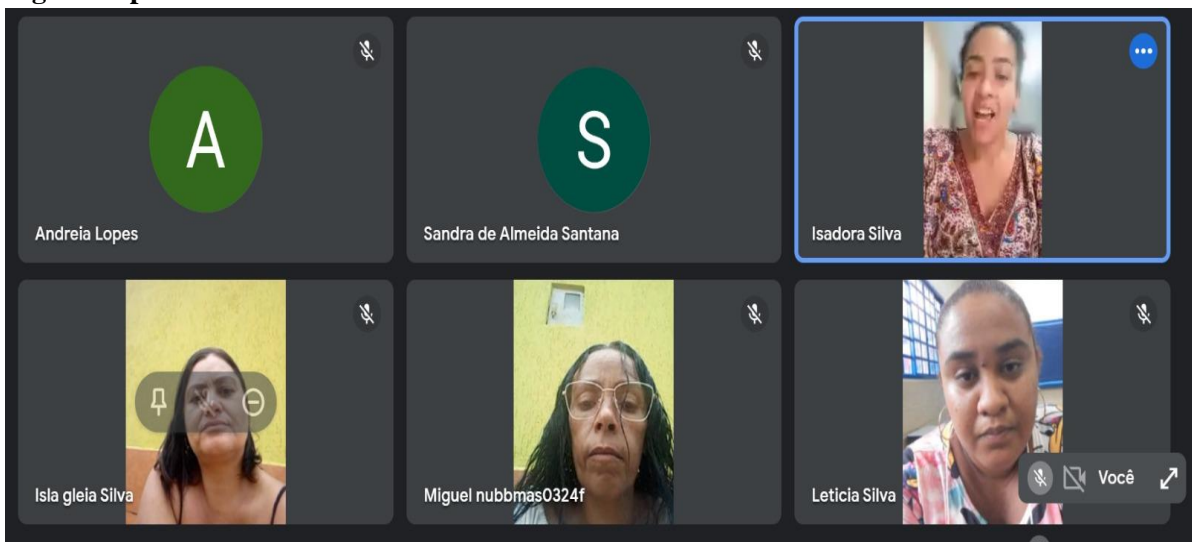 A
Andreia Lopes
S
Sandra de Almeida Santana
Isadora Silva
Isla gleia Silva
Miguel nubbmas0324f
Leticia Silva
Você